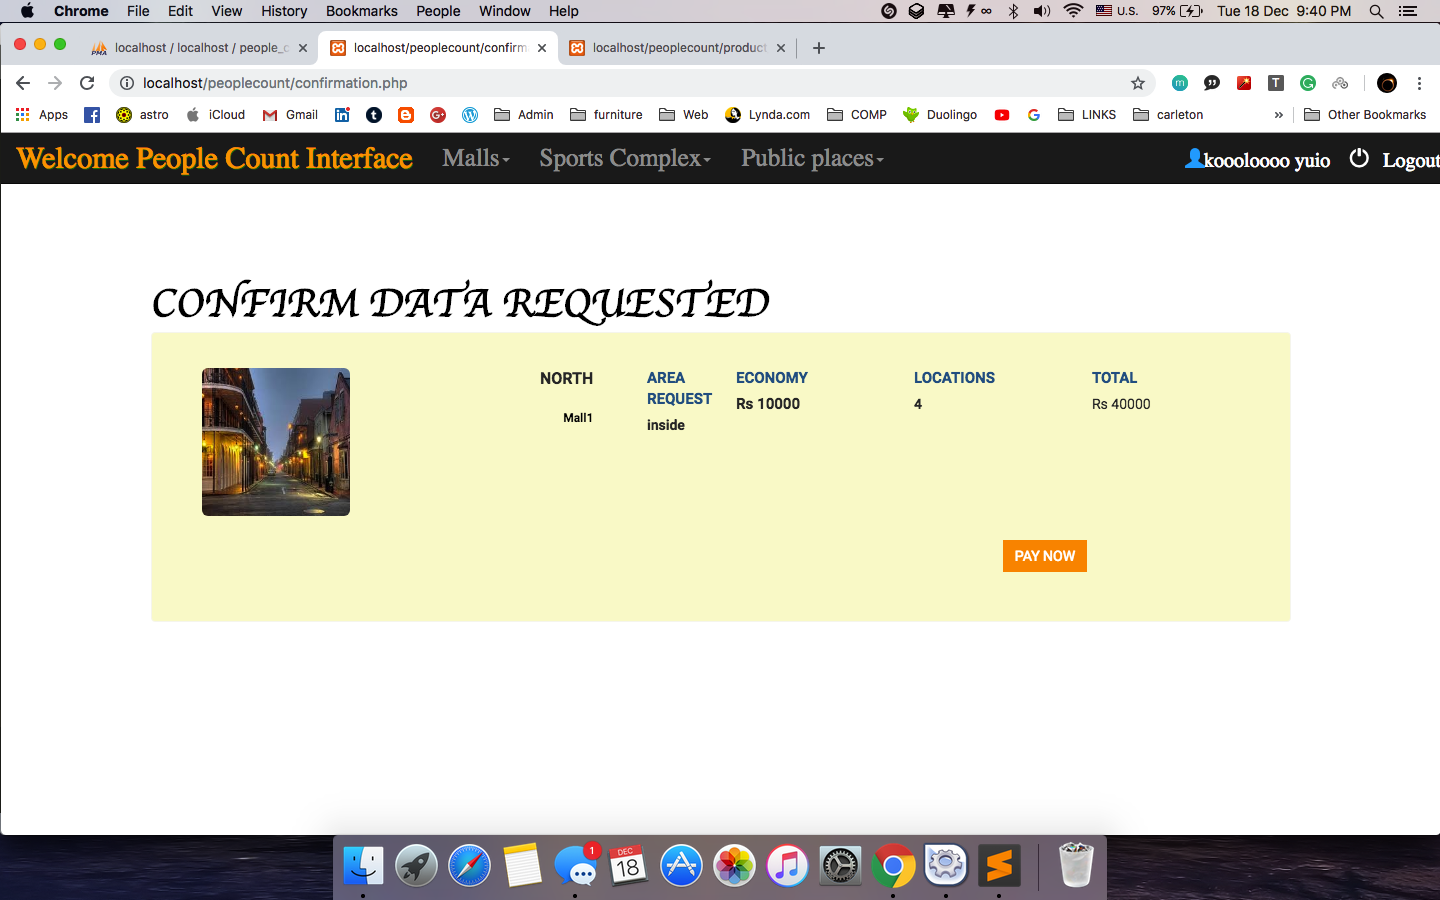 Chrome File Edit View History Bookmarks People Window Help U.S. 97% Tue 18 Dec 9:40 PM
localhost / localhost / people_c
localhost/peoplecount/confirm
localhost/peoplecount/product
localhost/peoplecount/confirmation.php
Apps astro iCloud Gmail Admin furniture Web Lynda.com COMP Duolingo LINKS carleton » Other Bookmarks
Welcome People Count Interface Malls Sports Complex Public places koooloooo yuio Logout
CONFIRM DATA REQUESTED
NORTH
Mall1
AREA
REQUEST
inside
ECONOMY
Rs 10000
LOCATIONS
4
TOTAL
Rs 40000
PAY NOW
1
DEC
18